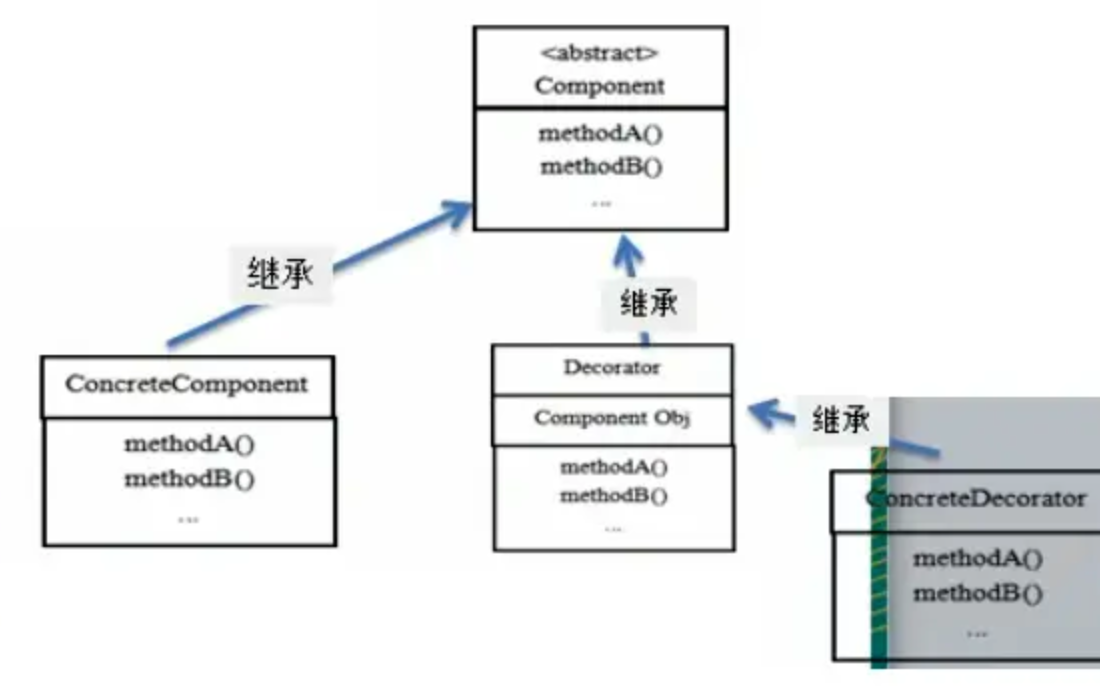 <abstract>
Component
methodA()
methodB()
...
继承
继承
ConcreteComponent
methodA()
methodB()
...
Decorator
Component Obj
methodA()
methodB()
...
继承
ConcreteDecorator
methodA()
methodB()
...